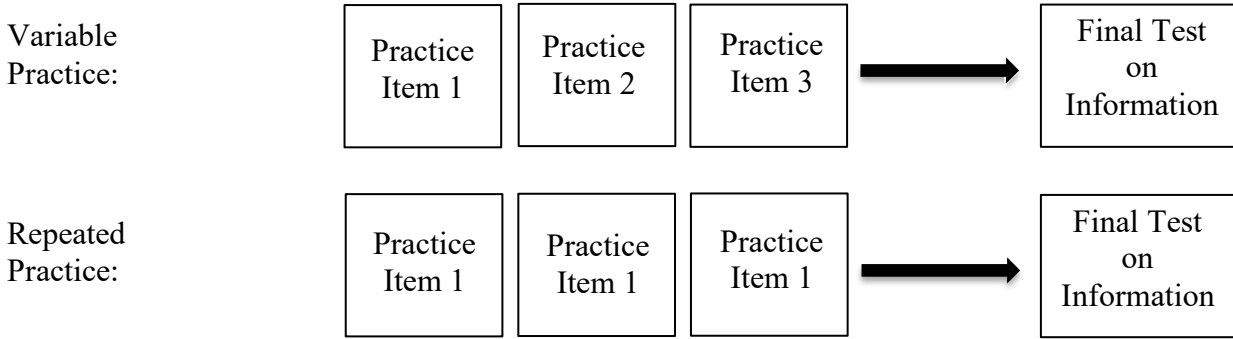 Variable
Practice:
Practice
Item 1
Practice
Item 2
Practice
Item 3
Final Test
on
Information
Repeated
Practice:
Practice
Item 1
Practice
Item 1
Practice
Item 1
Final Test
on
Information